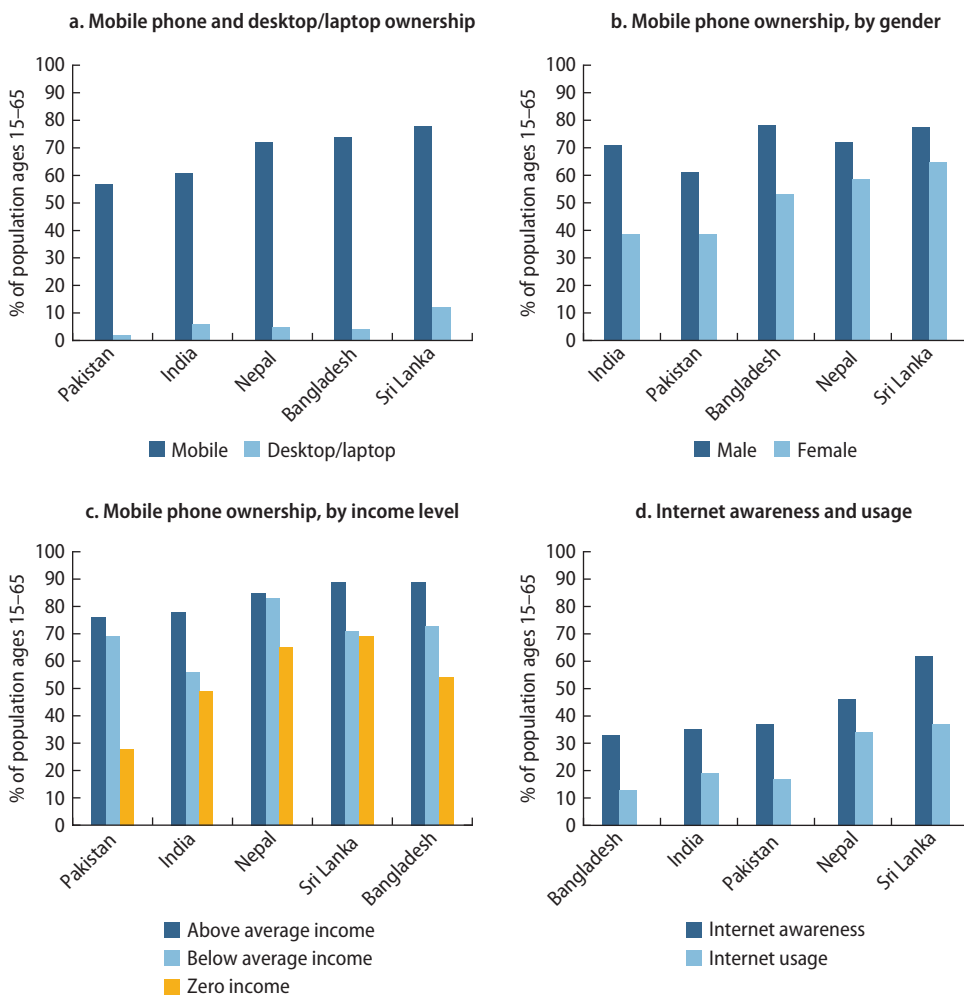 a. Mobile phone and desktop/laptop ownership
% of population ages 15–65
100
90
80
70
60
50
40
30
20
10
0
Pakistan
India
Nepal
Bangladesh
Sri Lanka
Mobile
Desktop/laptop
b. Mobile phone ownership, by gender
% of population ages 15–65
100
90
80
70
60
50
40
30
20
10
0
India
Pakistan
Bangladesh
Nepal
Sri Lanka
Male
Female
c. Mobile phone ownership, by income level
% of population ages 15–65
100
90
80
70
60
50
40
30
20
10
0
Pakistan
India
Nepal
Sri Lanka
Bangladesh
Above average income
Below average income
Zero income
d. Internet awareness and usage
% of population ages 15–65
100
90
80
70
60
50
40
30
20
10
0
Bangladesh
India
Pakistan
Nepal
Sri Lanka
Internet awareness
Internet usage